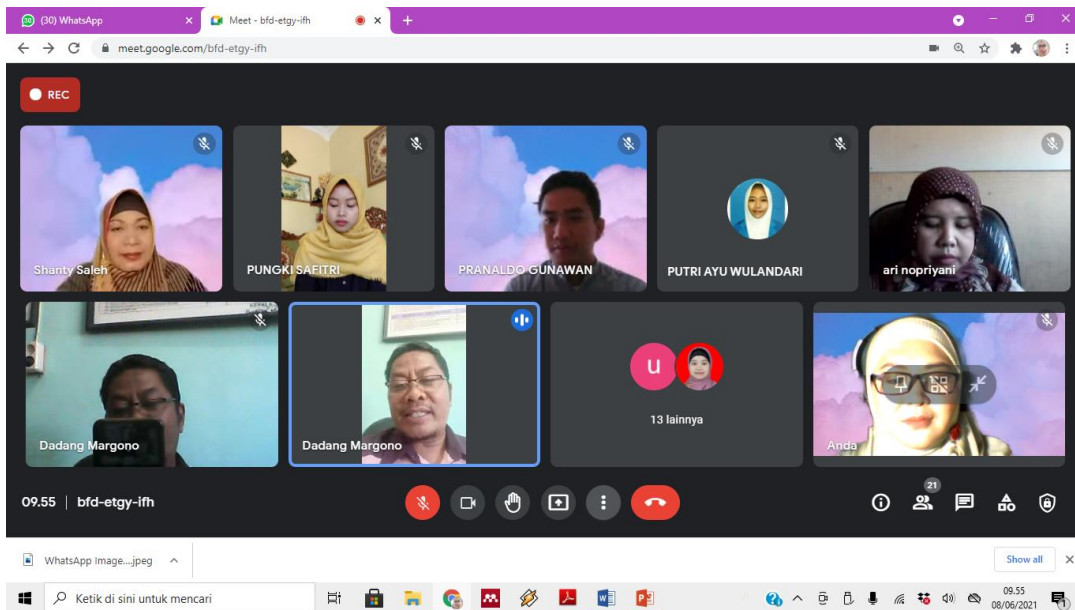 (30) WhatsApp
Meet - bfd-etgy-ifh
meet.google.com/bfd-etgy-ifh
REC
Shanty Saleh
PUNGKI SAFITRI
PRANALDO GUNAWAN
PUTRI AYU WULANDARI
ari nopriyani
Dadang Margono
Dadang Margono
u
13 lainnya
Anda
09.55 | bfd-etgy-ifh
21
WhatsApp Image....jpeg
Show all
Ketik di sini untuk mencari
09.55
08/06/2021